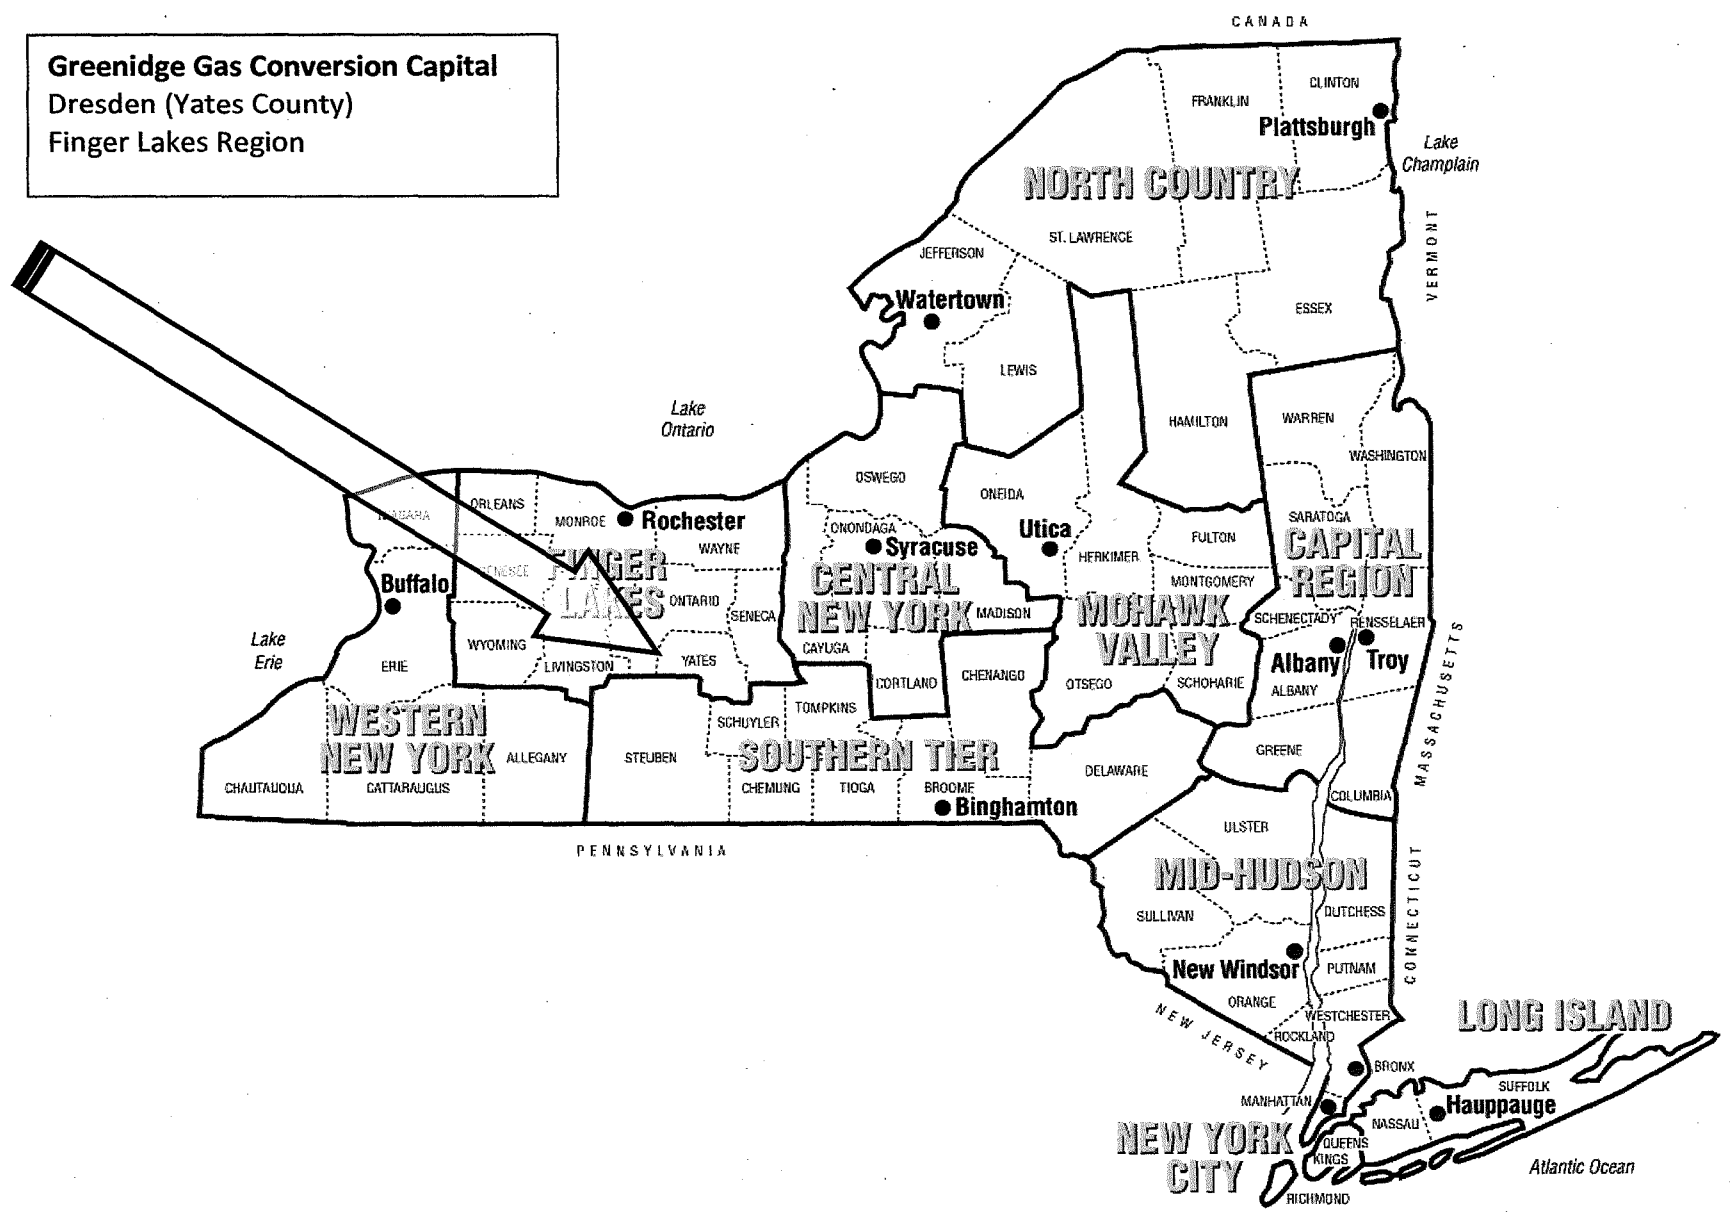 Greenidge Gas Conversion Capital
Dresden (Yates County)
Finger Lakes Region
CANADA
CLINTON
FRANKLIN
Plattsburgh
Lake
Champlain
NORTH COUNTRY
VERMONT
ST. LAWRENCE
JEFFERSON
Watertown
ESSEX
LEWIS
Lake
Ontario
HAMILTON
WARREN
WASHINGTON
OSWEGO
ONEIDA
ORLEANS
NIAGARA
MONROE
Rochester
WAYNE
ONONDAGA
Syracuse
Utica
HERKIMER
FULTON
SARATOGA
CAPITAL
REGION
GENESEE
FINGER
LAKES
Buffalo
ONTARIO
SENECA
CENTRAL
NEW YORK
MADISON
MONTGOMERY
MOHAWK
VALLEY
SCHENECTADY
RENSSELAER
Lake
Erie
ERIE
WYOMING
LIVINGSTON
YATES
CAYUGA
CORTLAND
CHENANGO
OTSEGO
SCHOHARIE
Albany
Troy
ALBANY
MASSACHUSETTS
WESTERN
NEW YORK
ALLEGANY
STEUBEN
SCHUYLER
TOMPKINS
SOUTHERN TIER
CHAUTAUQUA
CATTARAUGUS
CHEMUNG
TIOGA
BROOME
Binghamton
DELAWARE
GREENE
COLUMBIA
PENNSYLVANIA
ULSTER
MID-HUDSON
SULLIVAN
DUTCHESS
CONNECTICUT
New Windsor
PUTNAM
ORANGE
WESTCHESTER
ROCKLAND
NEW JERSEY
LONG ISLAND
BRONX
SUFFOLK
MANHATTAN
Hauppauge
NASSAU
NEW YORK
CITY
QUEENS
KINGS
RICHMOND
Atlantic Ocean